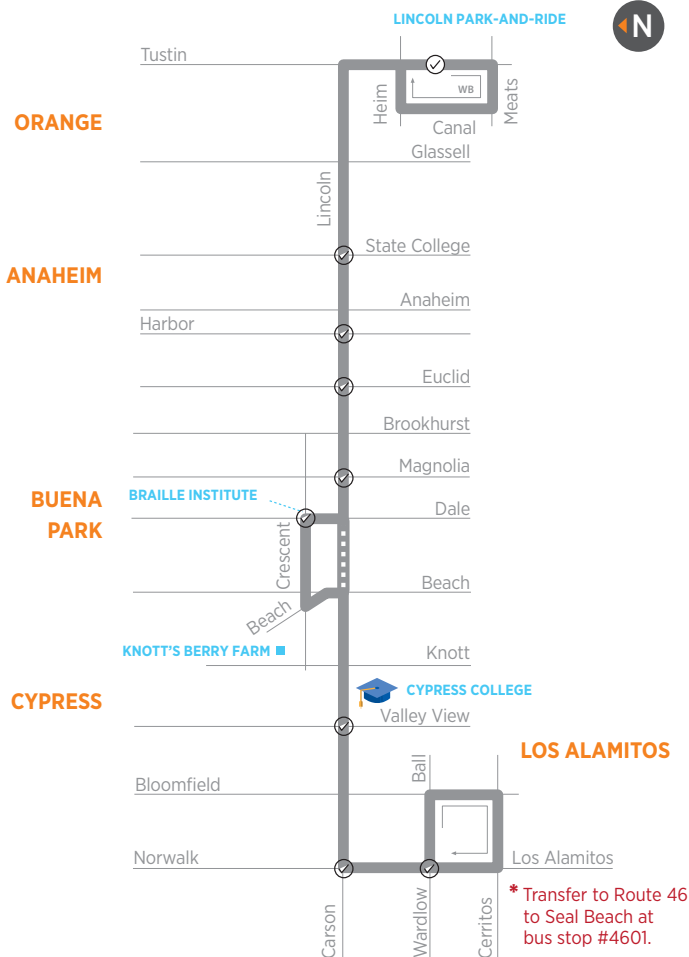 LINCOLN PARK-AND-RIDE
N
Tustin
Heim
WB
Meats
Canal
ORANGE
Glassell
Lincoln
State College
ANAHEIM
Anaheim
Harbor
Euclid
Brookhurst
Magnolia
BUENA
PARK
BRAILLE INSTITUTE
Dale
Crescent
Beach
Beach
KNOTT'S BERRY FARM
Knott
CYPRESS
CYPRESS COLLEGE
Valley View
LOS ALAMITOS
Ball
Bloomfield
Norwalk
Los Alamitos
Carson
Wardlow
Cerritos
* Transfer to Route 46
to Seal Beach at
bus stop #4601.